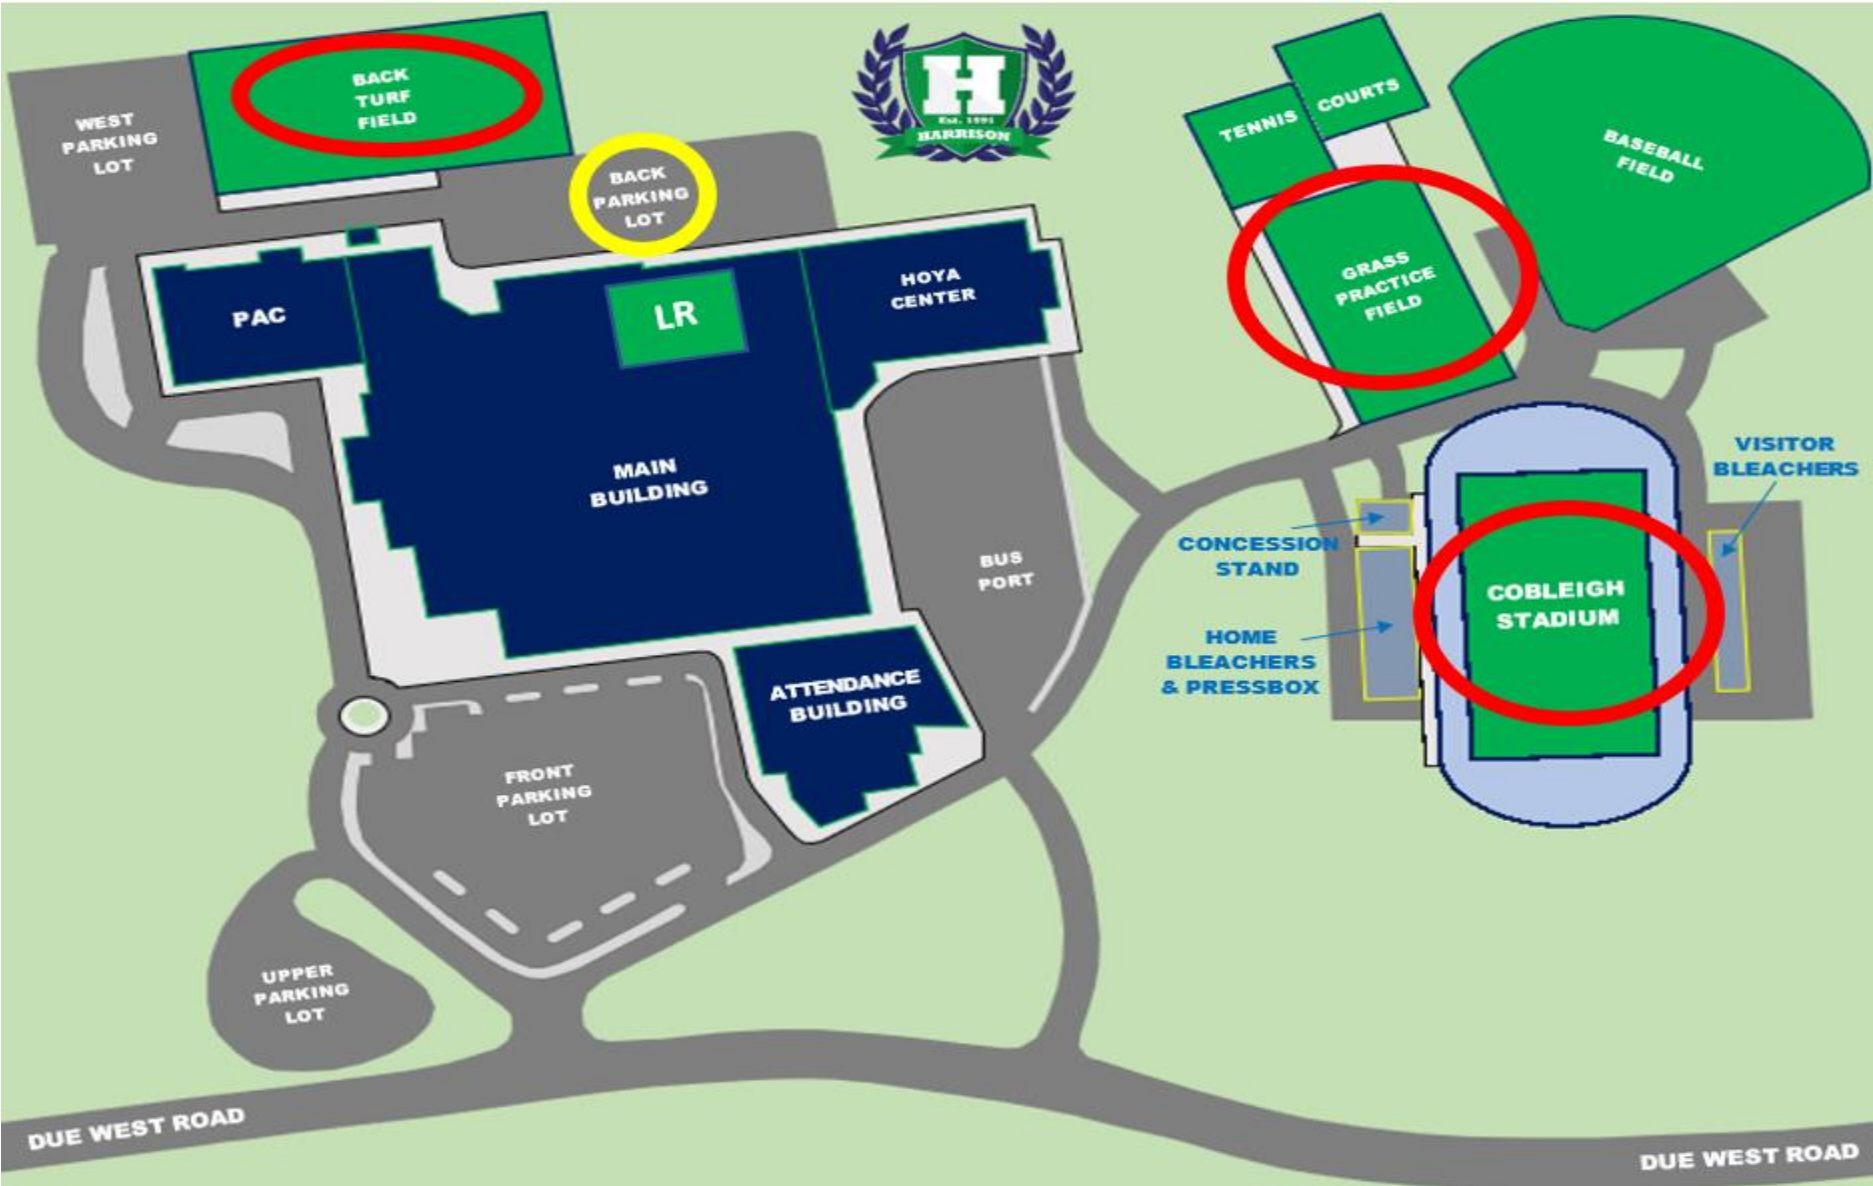 BACK
TURF
FIELD
WEST
PARKING
LOT
BACK
PARKING
LOT
H
Est. 1991
HARRISON
TENNIS
COURTS
BASEBALL
FIELD
GRASS
PRACTICE
FIELD
PAC
LR
HOYA
CENTER
MAIN
BUILDING
BUS
PORT
VISITOR
BLEACHERS
CONCESSION
STAND
COBLEIGH
STADIUM
HOME
BLEACHERS
& PRESSBOX
ATTENDANCE
BUILDING
FRONT
PARKING
LOT
UPPER
PARKING
LOT
DUE WEST ROAD
DUE WEST ROAD